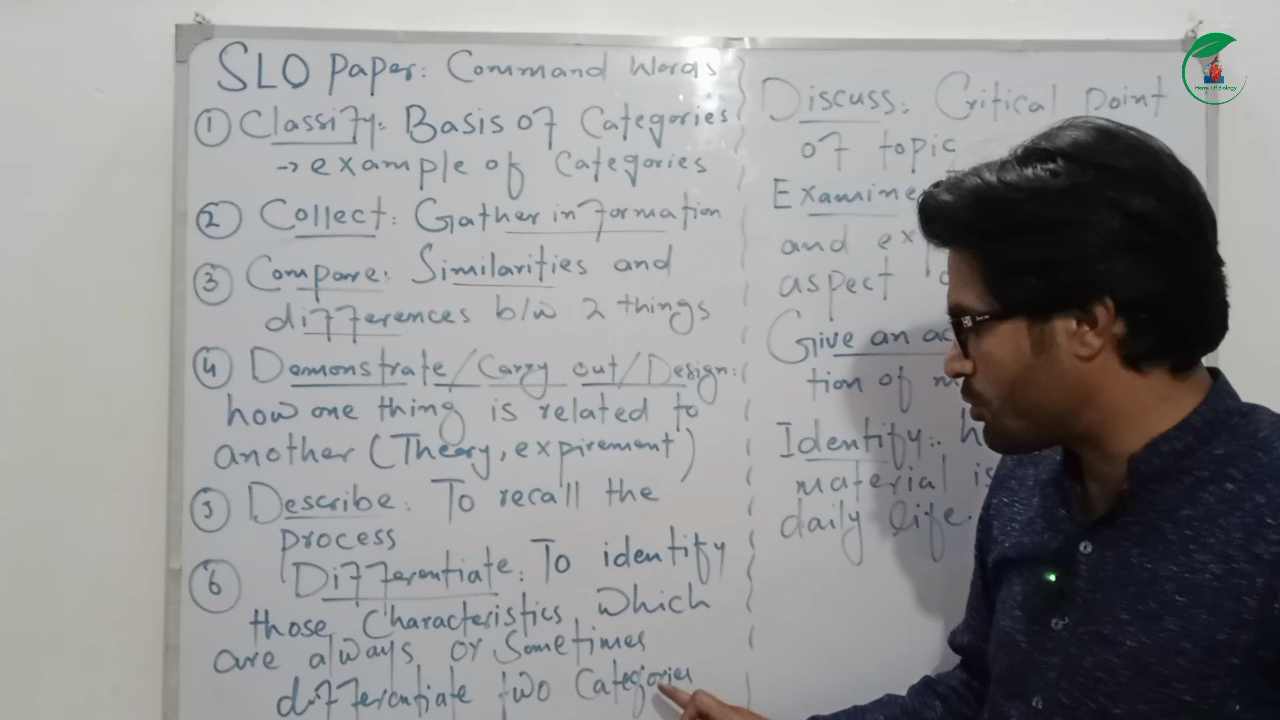 SLO Paper: Command Words
① Classify: Basis of Categories
→ example of Categories
② Collect: Gather information
③ Compare: Similarities and
differences b/w 2 things
④ Demonstrate/Carry out/Design:
how one thing is related to
another (Theory, expirement)
⑤ Describe: To recall the
process
⑥ Differentiate: To identify
those Characteristics which
are always or Sometimes
differentiate two Categories
Discuss: Critical Point
of topic
Examine
and
aspect
Give an
tion of
Identify:
material is
daily life.
Home Of Biology